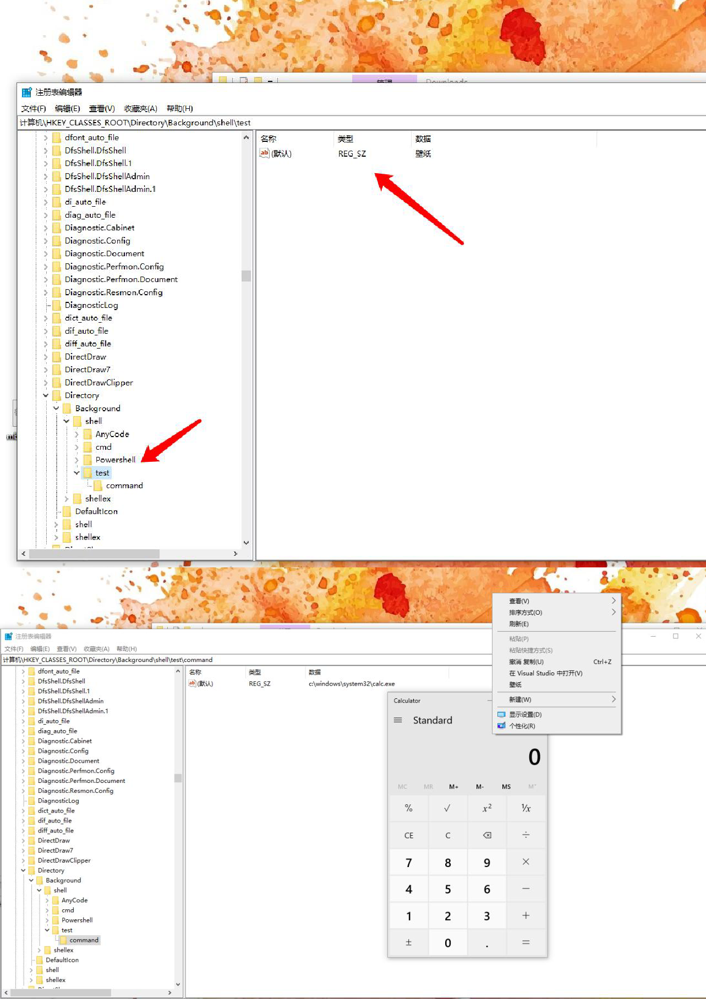 管理 Downloads
注册表编辑器
文件(F) 编辑(E) 查看(V) 收藏夹(A) 帮助(H)
计算机\HKEY_CLASSES_ROOT\Directory\Background\shell\test
名称 类型 数据
ab (默认) REG_SZ 壁纸
dfont_auto_file
DfsShell.DfsShell
DfsShell.DfsShell.1
DfsShell.DfsShellAdmin
DfsShell.DfsShellAdmin.1
di_auto_file
diag_auto_file
Diagnostic.Cabinet
Diagnostic.Config
Diagnostic.Document
Diagnostic.Perfmon.Config
Diagnostic.Perfmon.Document
Diagnostic.Resmon.Config
DiagnosticLog
dict_auto_file
dif_auto_file
diff_auto_file
DirectDraw
DirectDraw7
DirectDrawClipper
Directory
Background
shell
AnyCode
cmd
Powershell
test
command
shellex
DefaultIcon
shell
shellex
注册表编辑器
文件(F) 编辑(E) 查看(V) 收藏夹(A) 帮助(H)
计算机\HKEY_CLASSES_ROOT\Directory\Background\shell\test\command
名称 类型 数据
ab (默认) REG_SZ c:\windows\system32\calc.exe
dfont_auto_file
DfsShell.DfsShell
DfsShell.DfsShell.1
DfsShell.DfsShellAdmin
DfsShell.DfsShellAdmin.1
di_auto_file
diag_auto_file
Diagnostic.Cabinet
Diagnostic.Config
Diagnostic.Document
Diagnostic.Perfmon.Config
Diagnostic.Perfmon.Document
Diagnostic.Resmon.Config
DiagnosticLog
dict_auto_file
dif_auto_file
diff_auto_file
DirectDraw
DirectDraw7
DirectDrawClipper
Directory
Background
shell
AnyCode
cmd
Powershell
test
command
shellex
DefaultIcon
shell
shellex
查看(V)
排序方式(O)
刷新(E)
粘贴(P)
粘贴快捷方式(S)
撤消 复制(U) Ctrl+Z
在 Visual Studio 中打开(V)
壁纸
新建(W)
显示设置(D)
个性化(R)
Calculator
Standard
0
MC MR M+ M- MS M˅
% √ x² ¹/x
CE C ⌫ ÷
7 8 9 ×
4 5 6 −
1 2 3 +
± 0 . =